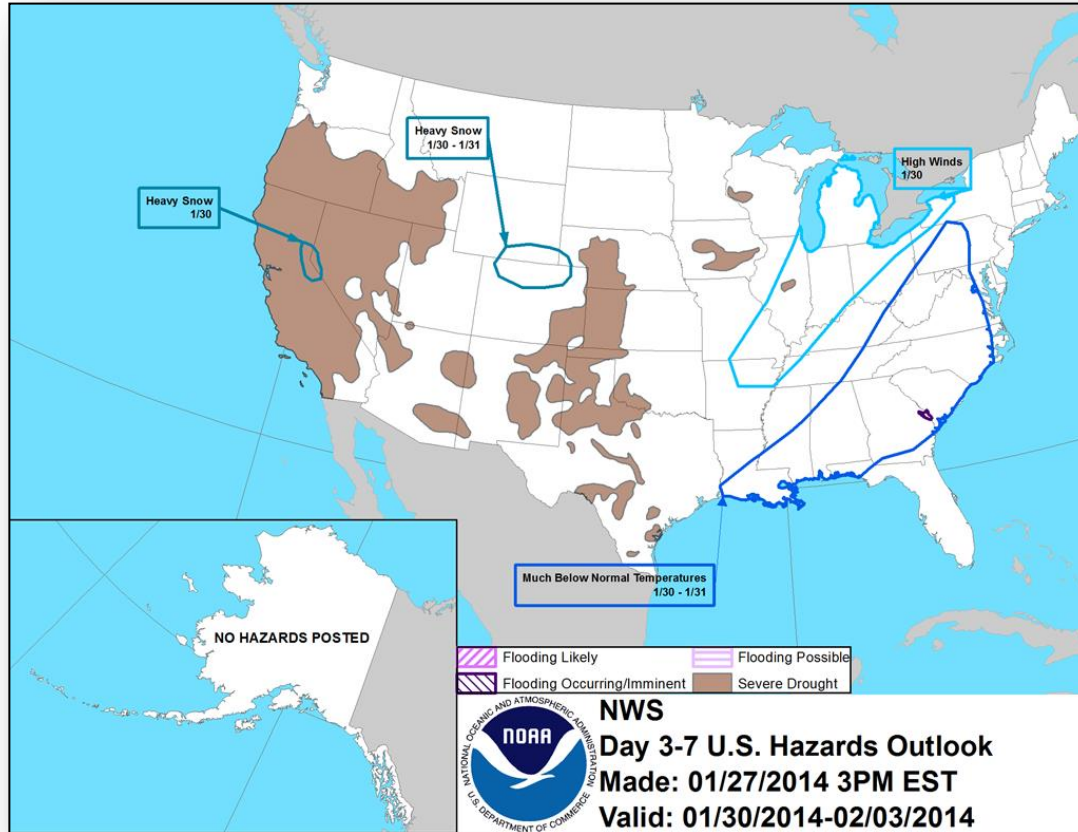 Heavy Snow
1/30 - 1/31
High Winds
1/30
Heavy Snow
1/30
Much Below Normal Temperatures
1/30 - 1/31
NO HAZARDS POSTED
Flooding Likely
Flooding Possible
Flooding Occurring/Imminent
Severe Drought
NATIONAL OCEANIC AND ATMOSPHERIC ADMINISTRATION
NOAA
U.S. DEPARTMENT OF COMMERCE
NWS
Day 3-7 U.S. Hazards Outlook
Made: 01/27/2014 3PM EST
Valid: 01/30/2014-02/03/2014